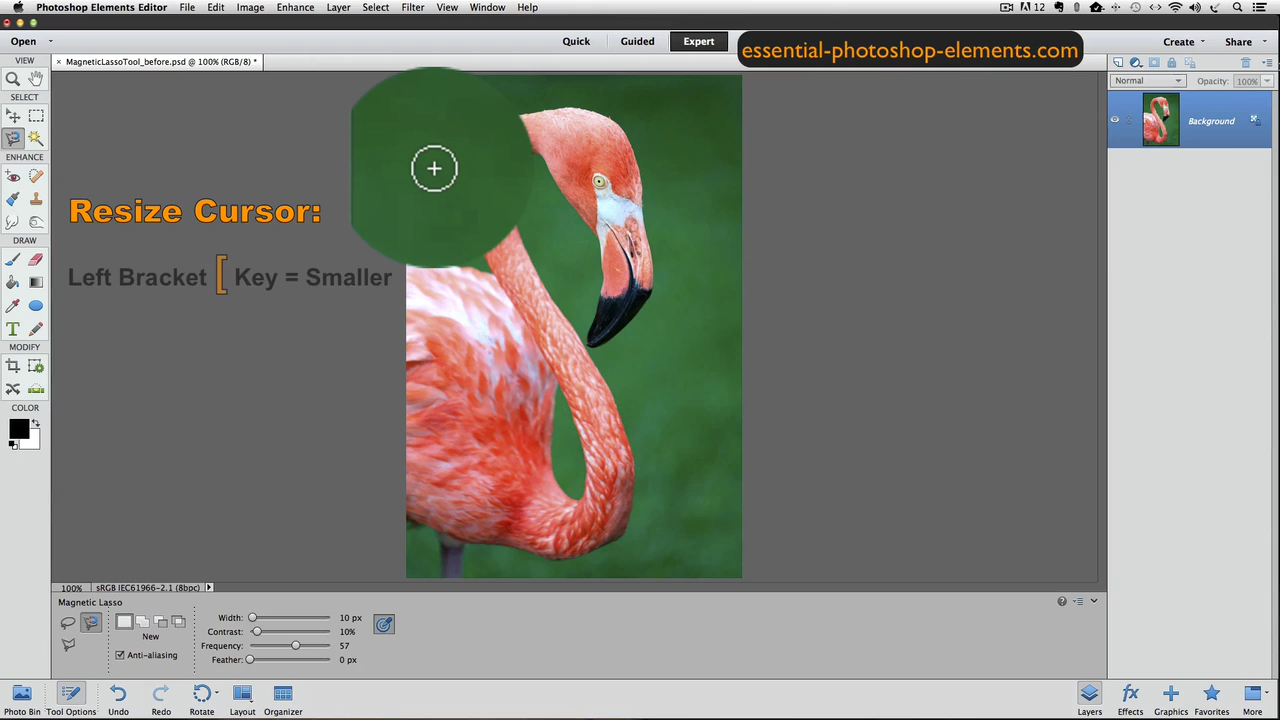 Photoshop Elements Editor File Edit Image Enhance Layer Select Filter View Window Help 12
Open Quick Guided Expert essential-photoshop-elements.com Create Share
VIEW
MagneticLassoTool_before.psd @ 100% (RGB/8) *
Normal Opacity: 100%
SELECT
Background
ENHANCE
Resize Cursor:
DRAW
Left Bracket [ Key = Smaller
T
MODIFY
COLOR
100% sRGB IEC61966-2.1 (8bpc)
Magnetic Lasso
Width: 10 px
Contrast: 10%
New
Frequency: 57
Anti-aliasing
Feather: 0 px
Photo Bin Tool Options Undo Redo Rotate Layout Organizer Layers Effects Graphics Favorites More